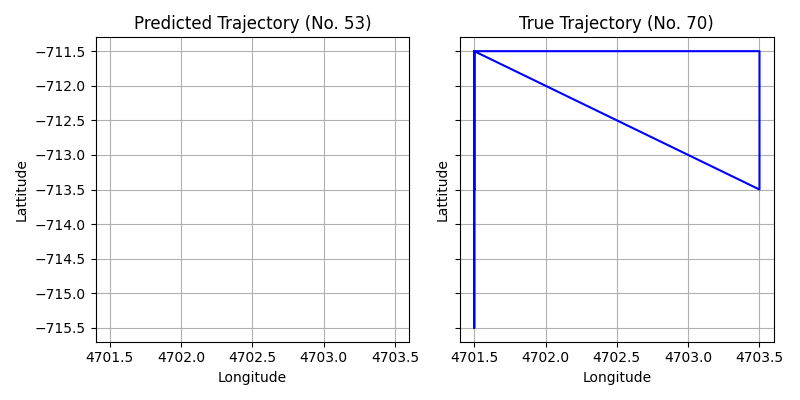 Predicted Trajectory (No. 53)
−711.5
−712.0
−712.5
−713.0
−713.5
−714.0
−714.5
−715.0
−715.5
Lattitude
4701.5 4702.0 4702.5 4703.0 4703.5
Longitude
True Trajectory (No. 70)
Lattitude
4701.5 4702.0 4702.5 4703.0 4703.5
Longitude